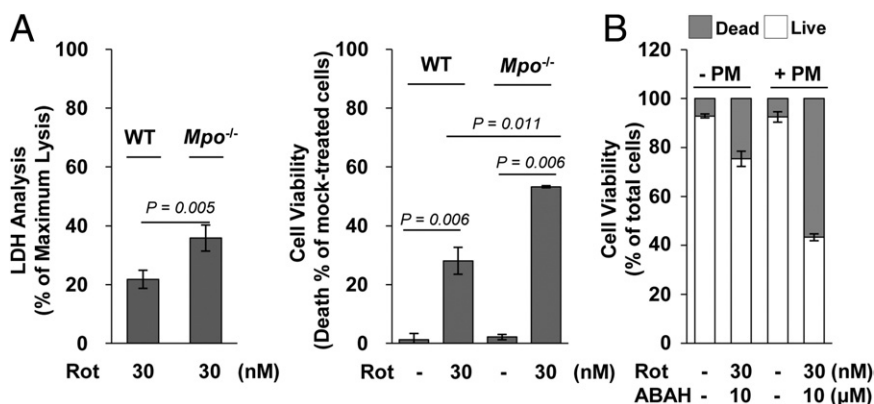 A
LDH Analysis
(% of Maximum Lysis)
100
80
60
40
20
0
WT Mpo-/-
P = 0.005
Rot 30 30 (nM)
Cell Viability
(Death % of mock-treated cells)
100
80
60
40
20
0
WT Mpo-/-
P = 0.011
P = 0.006
P = 0.006
Rot - 30 - 30 (nM)
B
Dead Live
Cell Viability
(% of total cells)
120
100
80
60
40
20
0
- PM + PM
Rot - 30 - 30 (nM)
ABAH - 10 - 10 (μM)